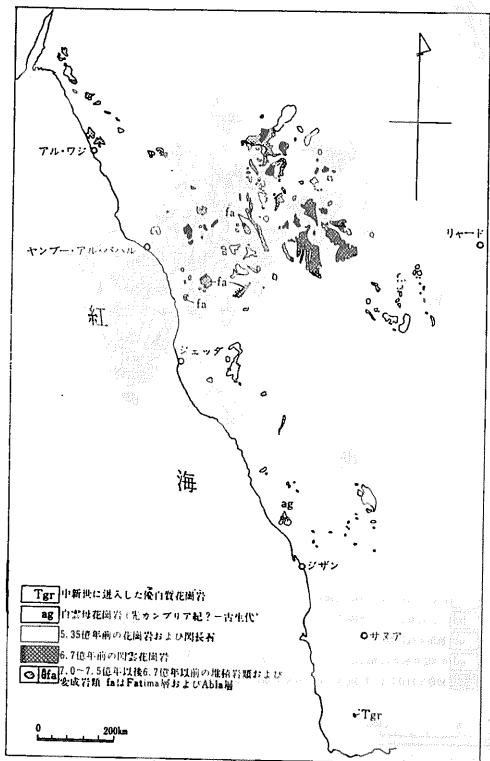 アル・ワジ
fa
リヤード
ヤンブー・アル・バハル
fa
fa
紅
ジェッダ
海
ag
ジザン
Tgr 中新世に迸入した優白質花崗岩
ag 白雲母花崗岩(先カンブリア紀?-古生代)
5.35億年前の花崗岩および閃長岩
6.7億年前の閃雲花崗岩
fa 7.0~7.5億年以後6.7億年以前の堆積岩類および
変成岩類 faはFatima層およびAbla層
サヌア
Tgr
0 200km